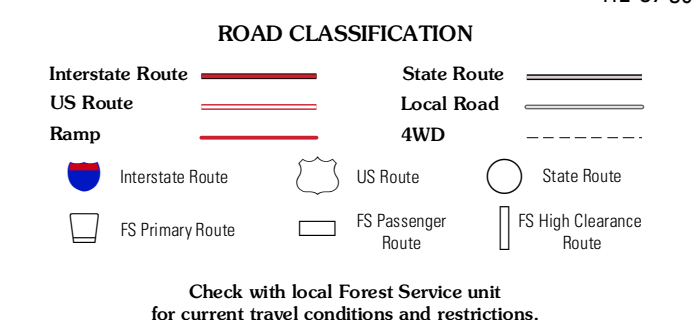 ROAD CLASSIFICATION
Interstate Route
State Route
US Route
Local Road
Ramp
4WD
Interstate Route
US Route
State Route
FS Primary Route
FS Passenger
Route
FS High Clearance
Route
Check with local Forest Service unit
for current travel conditions and restrictions.